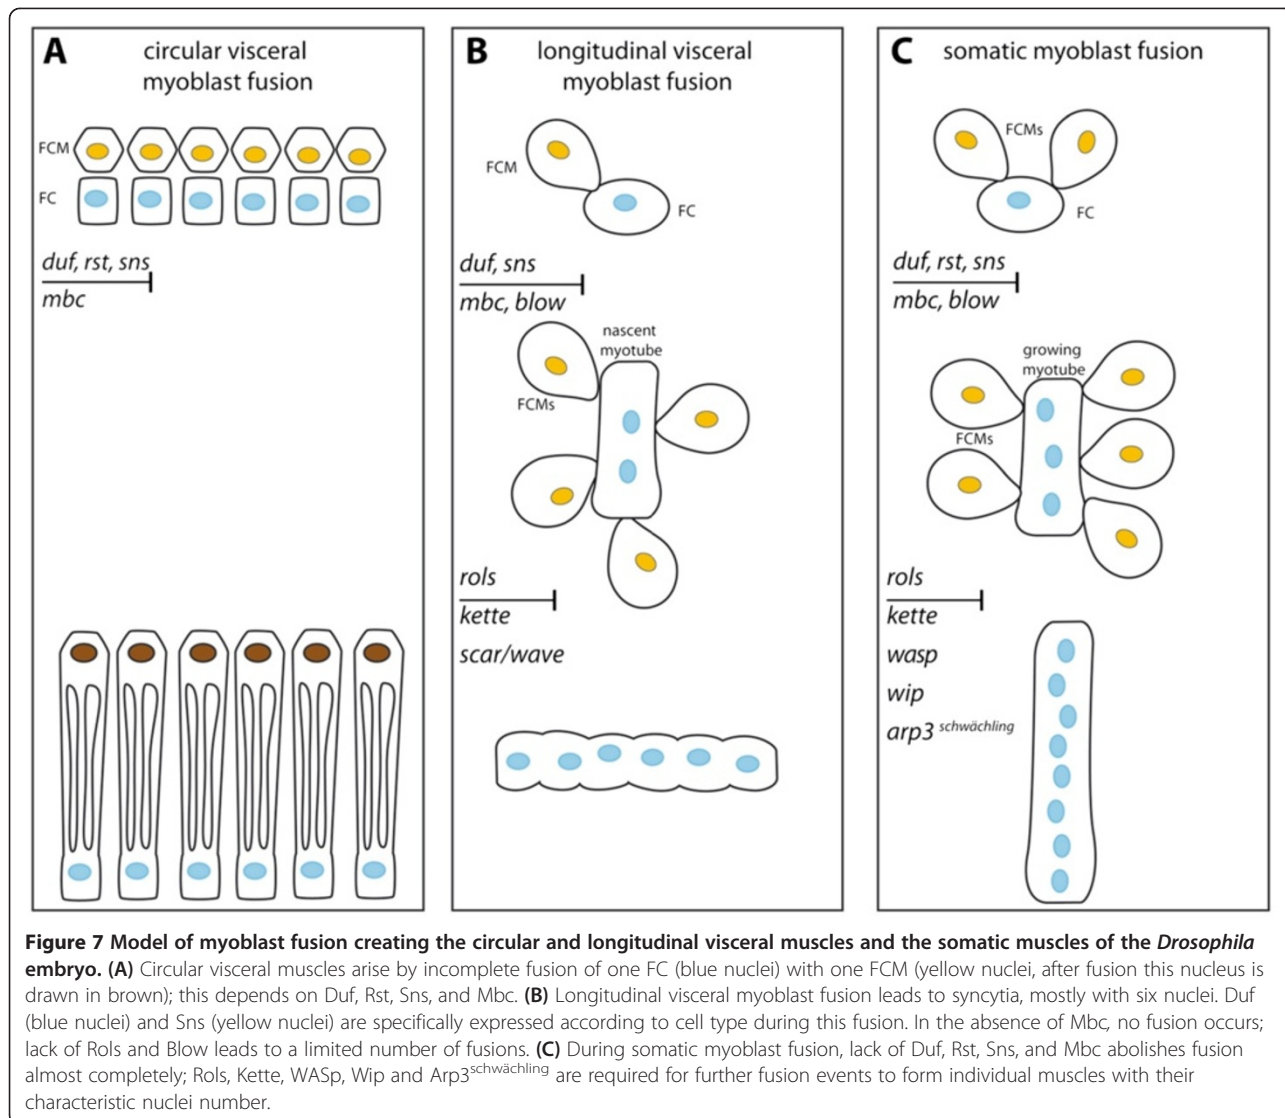 A
circular visceral
myoblast fusion
FCM
FC
duf, rst, sns
mbc
B
longitudinal visceral
myoblast fusion
FCM
FC
duf, sns
mbc, blow
nascent
myotube
FCMs
rols
kette
scar/wave
C
somatic myoblast fusion
FCMs
FC
duf, rst, sns
mbc, blow
growing
myotube
FCMs
rols
kette
wasp
wip
arp3 schwächling
Figure 7 Model of myoblast fusion creating the circular and longitudinal visceral muscles and the somatic muscles of the Drosophila
embryo. (A) Circular visceral muscles arise by incomplete fusion of one FC (blue nuclei) with one FCM (yellow nuclei, after fusion this nucleus is
drawn in brown); this depends on Duf, Rst, Sns, and Mbc. (B) Longitudinal visceral myoblast fusion leads to syncytia, mostly with six nuclei. Duf
(blue nuclei) and Sns (yellow nuclei) are specifically expressed according to cell type during this fusion. In the absence of Mbc, no fusion occurs;
lack of Rols and Blow leads to a limited number of fusions. (C) During somatic myoblast fusion, lack of Duf, Rst, Sns, and Mbc abolishes fusion
almost completely; Rols, Kette, WASp, Wip and Arp3schwächling are required for further fusion events to form individual muscles with their
characteristic nuclei number.